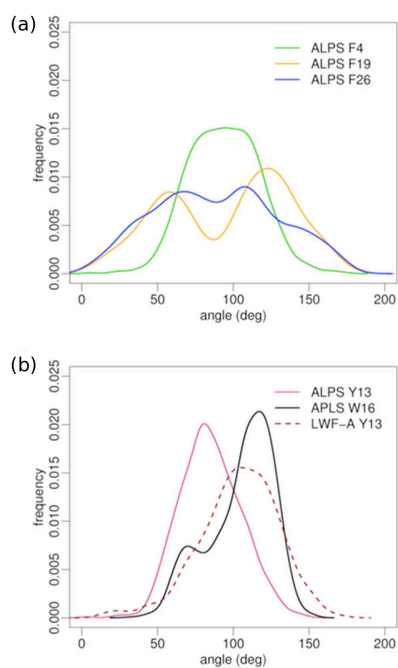 (a)
0.025
0.020
0.015
0.010
0.005
0.000
frequency
ALPS F4
ALPS F19
ALPS F26
0 50 100 150 200
angle (deg)
(b)
0.025
0.020
0.015
0.010
0.005
0.000
frequency
ALPS Y13
APLS W16
LWF-A Y13
0 50 100 150 200
angle (deg)